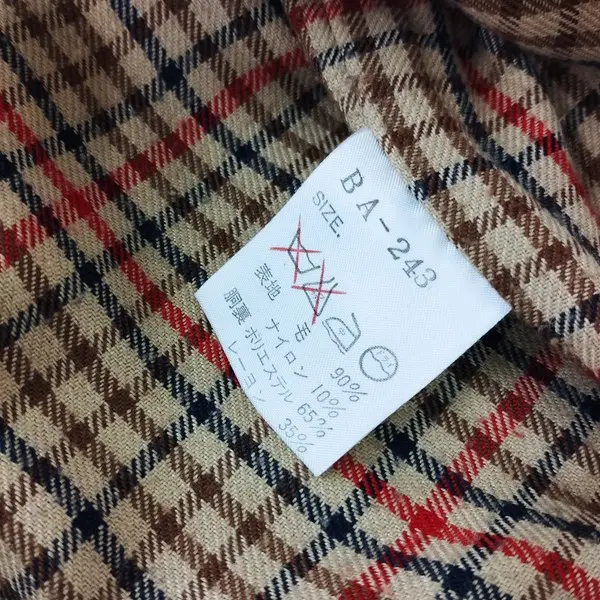 BA-243
SIZE.
表地 毛 90%
ナイロン 10%
胴裏 ポリエステル 65%
レーヨン 35%